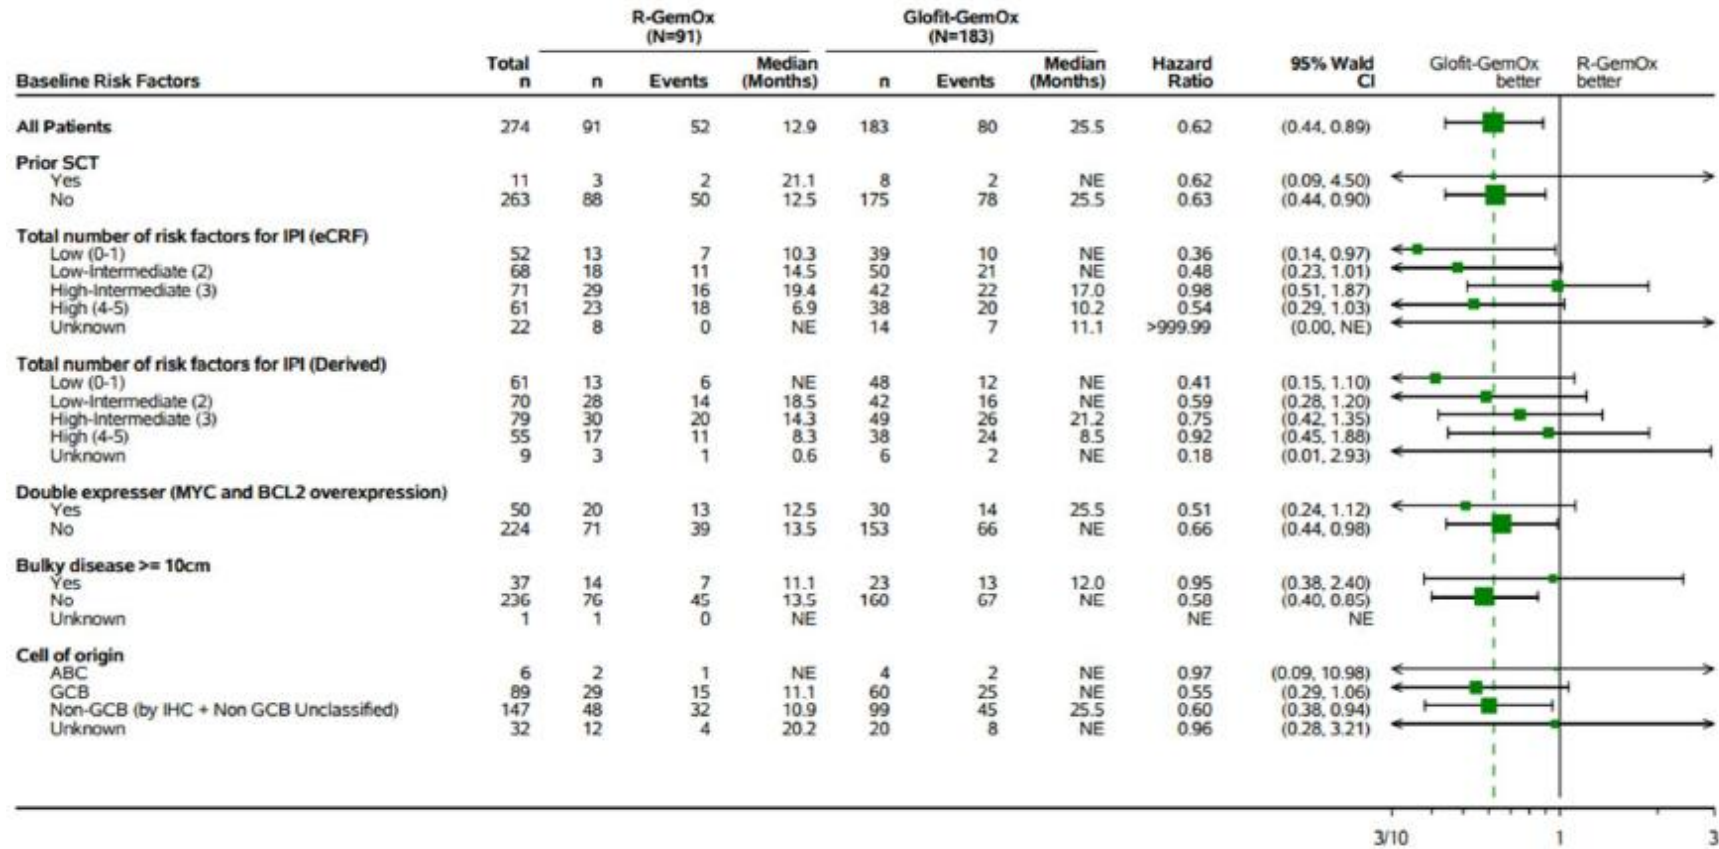 R-GemOx Glofit-GemOx
(N=91) (N=183)
Total Median Median Hazard 95% Wald Glofit-GemOx R-GemOx
Baseline Risk Factors n n Events (Months) n Events (Months) Ratio CI better better
All Patients 274 91 52 12.9 183 80 25.5 0.62 (0.44, 0.89)
Prior SCT
Yes 11 3 2 21.1 8 2 NE 0.62 (0.09, 4.50)
No 263 88 50 12.5 175 78 25.5 0.63 (0.44, 0.90)
Total number of risk factors for IPI (eCRF)
Low (0-1) 52 13 7 10.3 39 10 NE 0.36 (0.14, 0.97)
Low-Intermediate (2) 68 18 11 14.5 50 21 NE 0.48 (0.23, 1.01)
High-Intermediate (3) 71 29 16 19.4 42 22 17.0 0.98 (0.51, 1.87)
High (4-5) 61 23 18 6.9 38 20 10.2 0.54 (0.29, 1.03)
Unknown 22 8 0 NE 14 7 11.1 >999.99 (0.00, NE)
Total number of risk factors for IPI (Derived)
Low (0-1) 61 13 6 NE 48 12 NE 0.41 (0.15, 1.10)
Low-Intermediate (2) 70 28 14 18.5 42 16 NE 0.59 (0.28, 1.20)
High-Intermediate (3) 79 30 20 14.3 49 26 21.2 0.75 (0.42, 1.35)
High (4-5) 55 17 11 8.3 38 24 8.5 0.92 (0.45, 1.88)
Unknown 9 3 1 0.6 6 2 NE 0.18 (0.01, 2.93)
Double expresser (MYC and BCL2 overexpression)
Yes 50 20 13 12.5 30 14 25.5 0.51 (0.24, 1.12)
No 224 71 39 13.5 153 66 NE 0.66 (0.44, 0.98)
Bulky disease >= 10cm
Yes 37 14 7 11.1 23 13 12.0 0.95 (0.38, 2.40)
No 236 76 45 13.5 160 67 NE 0.58 (0.40, 0.85)
Unknown 1 1 0 NE NE NE
Cell of origin
ABC 6 2 1 NE 4 2 NE 0.97 (0.09, 10.98)
GCB 89 29 15 11.1 60 25 NE 0.55 (0.29, 1.06)
Non-GCB (by IHC + Non GCB Unclassified) 147 48 32 10.9 99 45 25.5 0.60 (0.38, 0.94)
Unknown 32 12 4 20.2 20 8 NE 0.96 (0.28, 3.21)
3/10 1 3